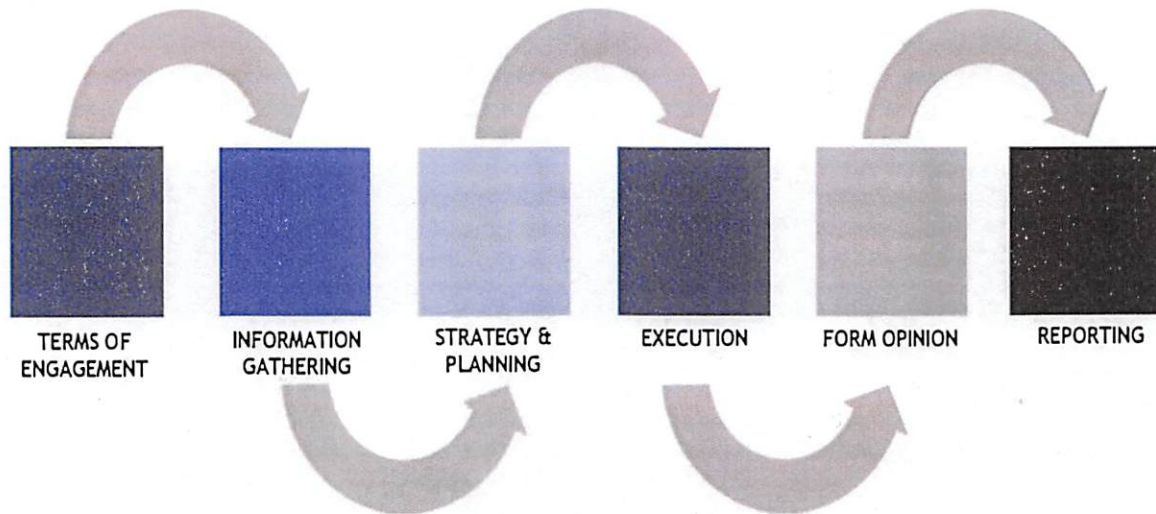 TERMS OF
ENGAGEMENT
INFORMATION
GATHERING
STRATEGY &
PLANNING
EXECUTION
FORM OPINION
REPORTING